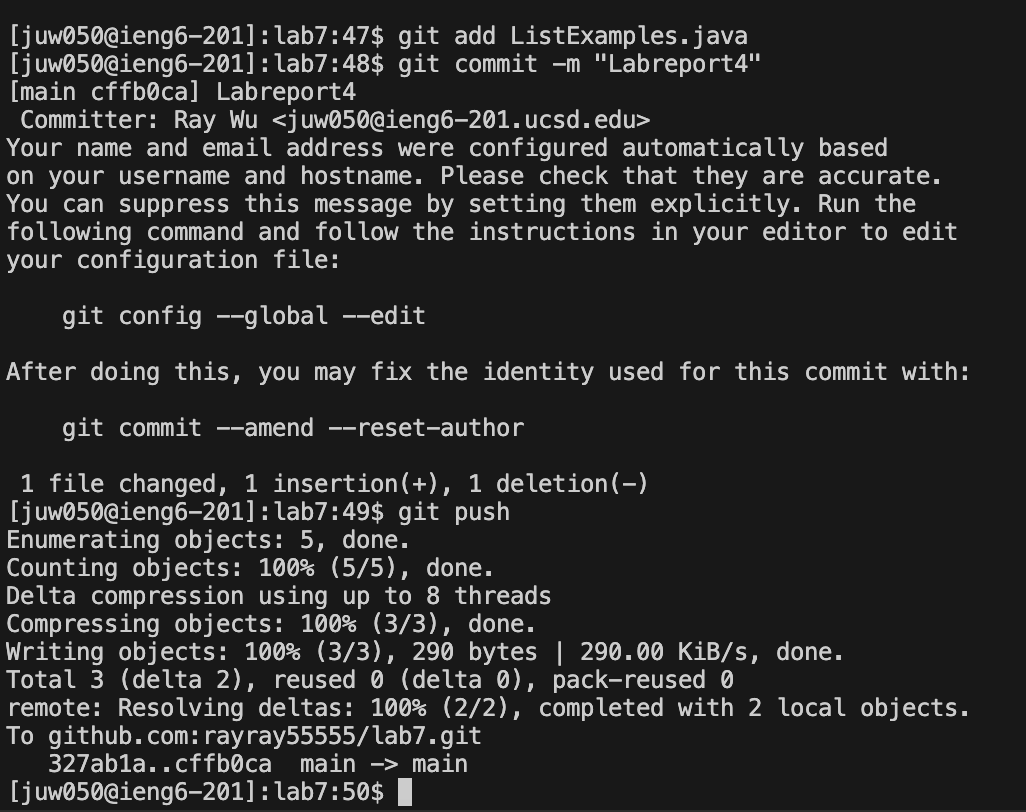 [juw050@ieng6-201]:lab7:47$ git add ListExamples.java
[juw050@ieng6-201]:lab7:48$ git commit -m "Labreport4"
[main cffb0ca] Labreport4
 Committer: Ray Wu <juw050@ieng6-201.ucsd.edu>
Your name and email address were configured automatically based
on your username and hostname. Please check that they are accurate.
You can suppress this message by setting them explicitly. Run the
following command and follow the instructions in your editor to edit
your configuration file:

    git config --global --edit

After doing this, you may fix the identity used for this commit with:

    git commit --amend --reset-author

 1 file changed, 1 insertion(+), 1 deletion(-)
[juw050@ieng6-201]:lab7:49$ git push
Enumerating objects: 5, done.
Counting objects: 100% (5/5), done.
Delta compression using up to 8 threads
Compressing objects: 100% (3/3), done.
Writing objects: 100% (3/3), 290 bytes | 290.00 KiB/s, done.
Total 3 (delta 2), reused 0 (delta 0), pack-reused 0
remote: Resolving deltas: 100% (2/2), completed with 2 local objects.
To github.com:rayray55555/lab7.git
   327ab1a..cffb0ca  main -> main
[juw050@ieng6-201]:lab7:50$